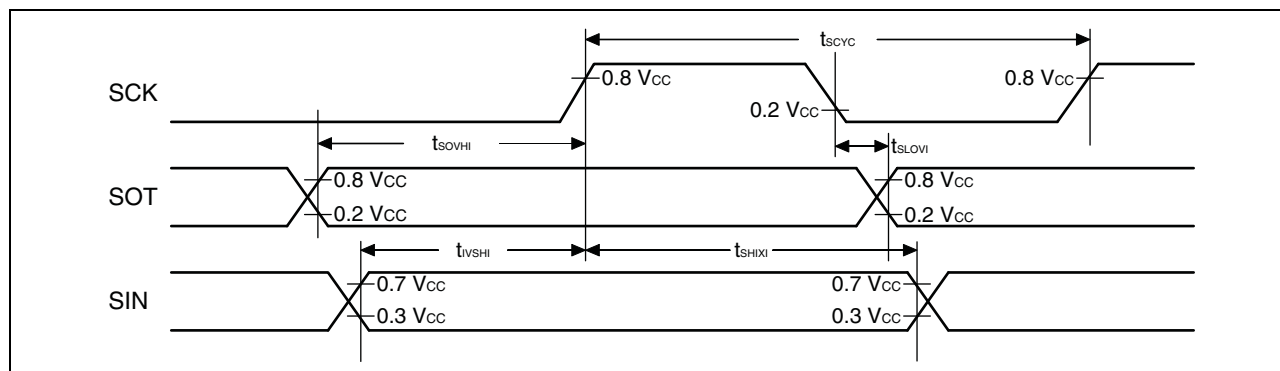 tSCYC
SCK
0.8 VCC
0.8 VCC
0.2 VCC
tSOVHI
tSLOVI
SOT
0.8 VCC
0.8 VCC
0.2 VCC
0.2 VCC
tIVSHI
tSHIXI
SIN
0.7 VCC
0.7 VCC
0.3 VCC
0.3 VCC